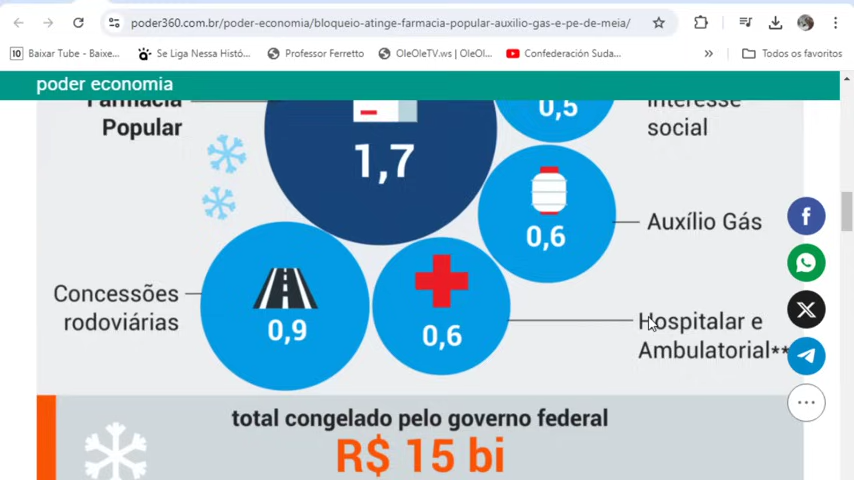 poder360.com.br/poder-economia/bloqueio-atinge-farmacia-popular-auxilio-gas-e-pe-de-meia/
10 Baixar Tube - Baixe...
Se Liga Nessa Histó...
Professor Ferretto
OleOleTV.ws | OleOl...
Confederación Suda...
»
Todos os favoritos
poder economia
Farmácia
Popular
1,7
0,5
interesse
social
0,6
Auxílio Gás
Concessões
rodoviárias
0,9
0,6
Hospitalar e
Ambulatorial**
total congelado pelo governo federal
R$ 15 bi